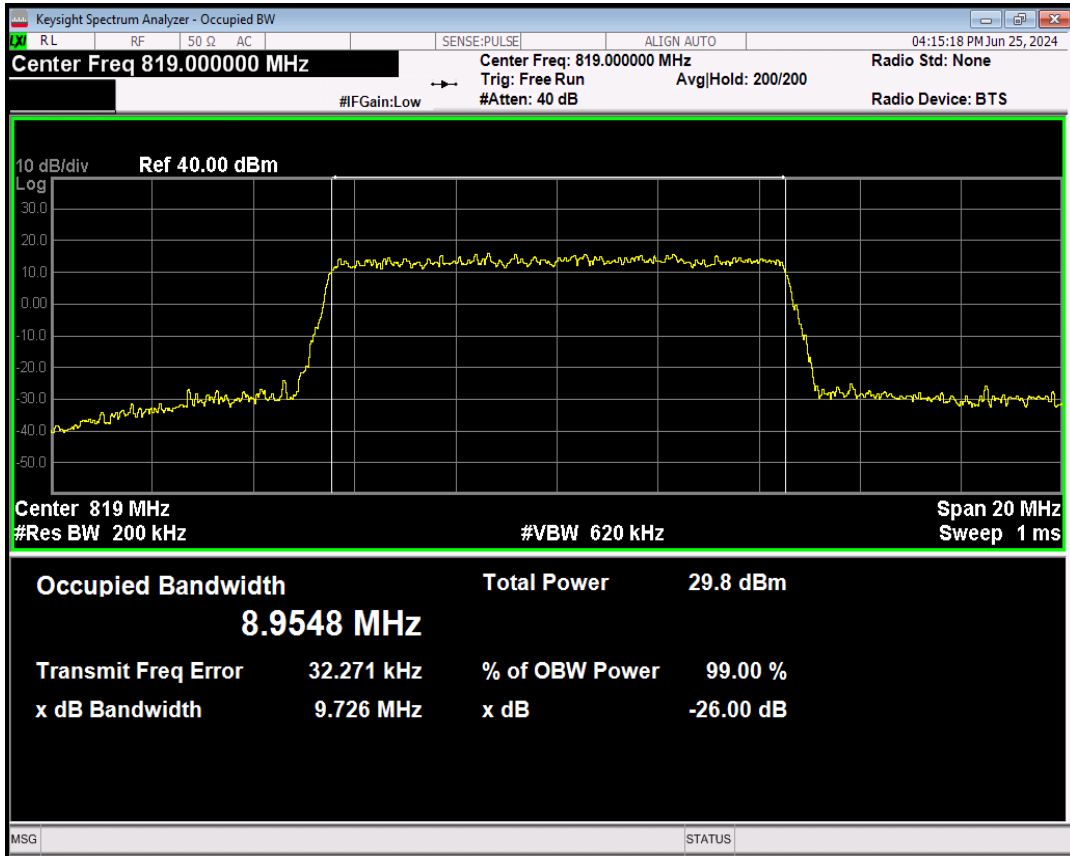 Keysight Spectrum Analyzer - Occupied BW
LXI RL RF 50 Ω AC SENSE:PULSE ALIGN AUTO 04:15:18 PM Jun 25, 2024
Center Freq 819.000000 MHz Center Freq: 819.000000 MHz Radio Std: None
Trig: Free Run Avg|Hold: 200/200
#IFGain:Low #Atten: 40 dB Radio Device: BTS
10 dB/div Ref 40.00 dBm
Log
30.0
20.0
10.0
0.00
-10.0
-20.0
-30.0
-40.0
-50.0
Center 819 MHz Span 20 MHz
#Res BW 200 kHz #VBW 620 kHz Sweep 1 ms
Occupied Bandwidth Total Power 29.8 dBm
8.9548 MHz
Transmit Freq Error 32.271 kHz % of OBW Power 99.00 %
x dB Bandwidth 9.726 MHz x dB -26.00 dB
MSG STATUS